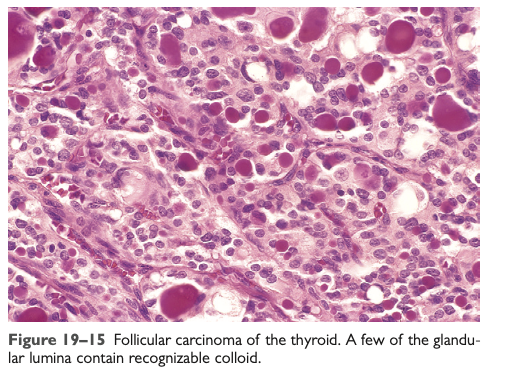 Figure 19–15 Follicular carcinoma of the thyroid. A few of the glandu-
lar lumina contain recognizable colloid.